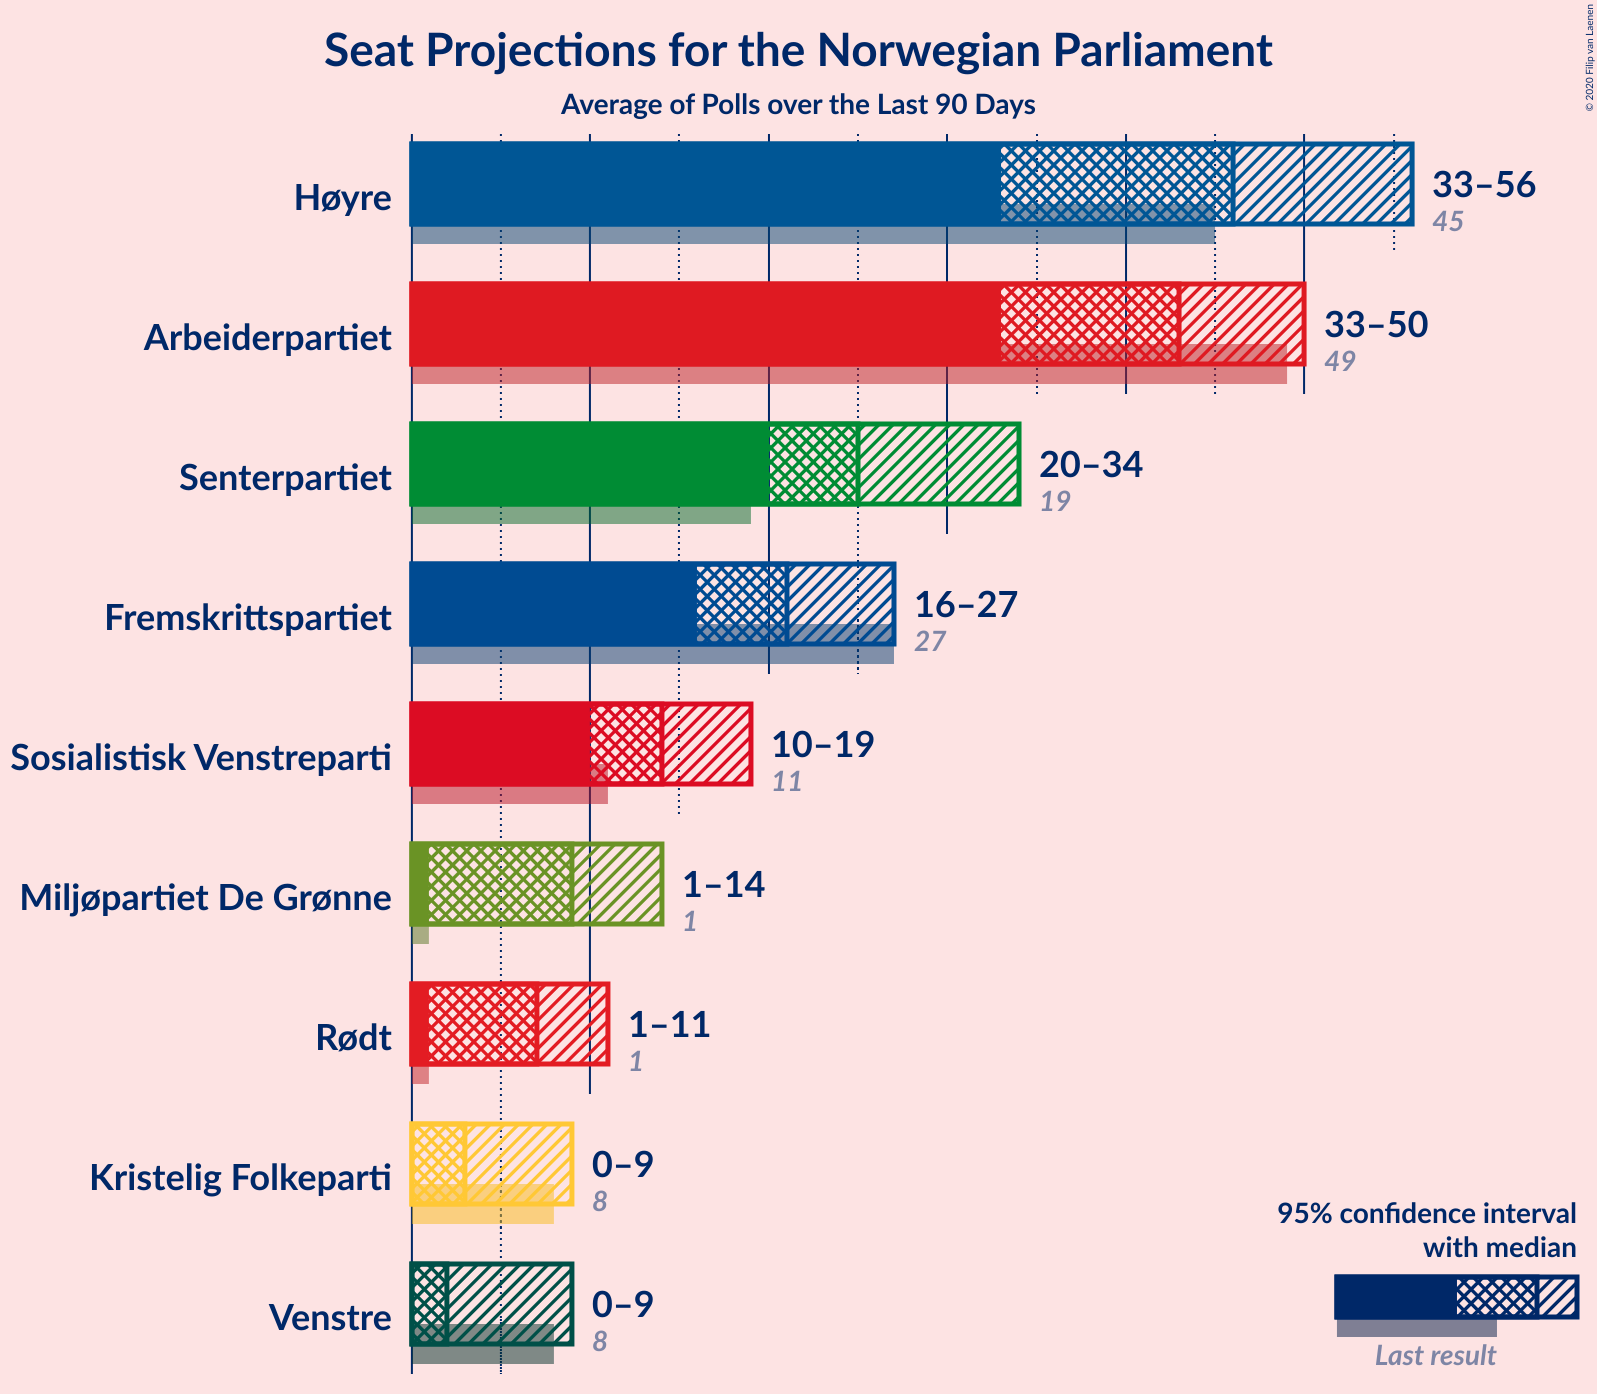 Seat Projections for the Norwegian Parliament
Average of Polls over the Last 90 Days
© 2020 Filip van Laenen
Høyre
33–56
45
Arbeiderpartiet
33–50
49
Senterpartiet
20–34
19
Fremskrittspartiet
16–27
27
Sosialistisk Venstreparti
10–19
11
Miljøpartiet De Grønne
1–14
1
Rødt
1–11
1
Kristelig Folkeparti
0–9
8
Venstre
0–9
8
95% confidence interval
with median
Last result